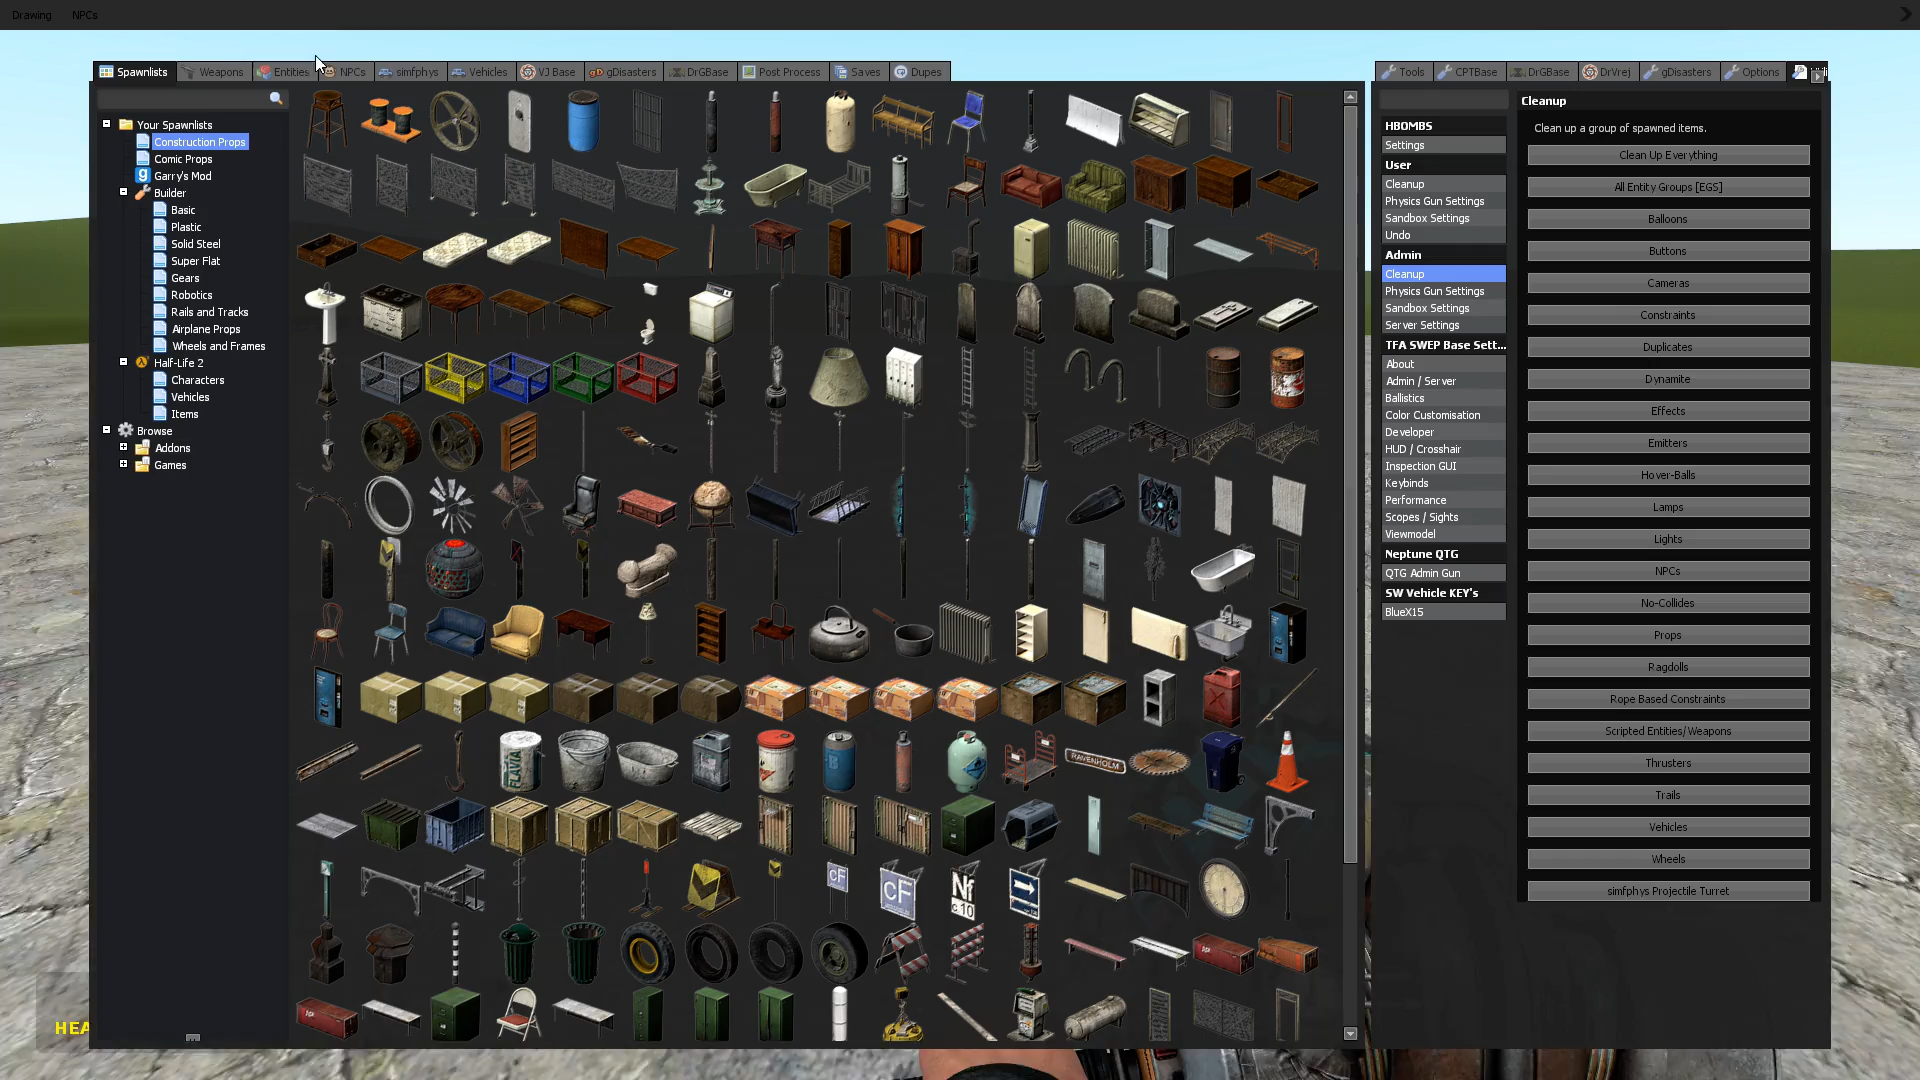 Drawing NPCs
Spawnlists Weapons Entities NPCs simfphys Vehicles VJ Base gDisasters DrGBase Post Process Saves Dupes
Your Spawnlists
Construction Props
Comic Props
Garry's Mod
Builder
Basic
Plastic
Solid Steel
Super Flat
Gears
Robotics
Rails and Tracks
Airplane Props
Wheels and Frames
Half-Life 2
Characters
Vehicles
Items
Browse
Addons
Games
FLAVIA
RAVENHOLM
cF
cF
Nf
c 10
HEA
Tools CPTBase DrGBase DrVrej gDisasters Options
HBOMBS
Settings
User
Cleanup
Physics Gun Settings
Sandbox Settings
Undo
Admin
Cleanup
Physics Gun Settings
Sandbox Settings
Server Settings
TFA SWEP Base Sett...
About
Admin / Server
Ballistics
Color Customisation
Developer
HUD / Crosshair
Inspection GUI
Keybinds
Performance
Scopes / Sights
Viewmodel
Neptune QTG
QTG Admin Gun
SW Vehicle KEY's
BlueX15
Cleanup
Clean up a group of spawned items.
Clean Up Everything
All Entity Groups [EGS]
Balloons
Buttons
Cameras
Constraints
Duplicates
Dynamite
Effects
Emitters
Hover-Balls
Lamps
Lights
NPCs
No-Collides
Props
Ragdolls
Rope Based Constraints
Scripted Entities/Weapons
Thrusters
Trails
Vehicles
Wheels
simfphys Projectile Turret